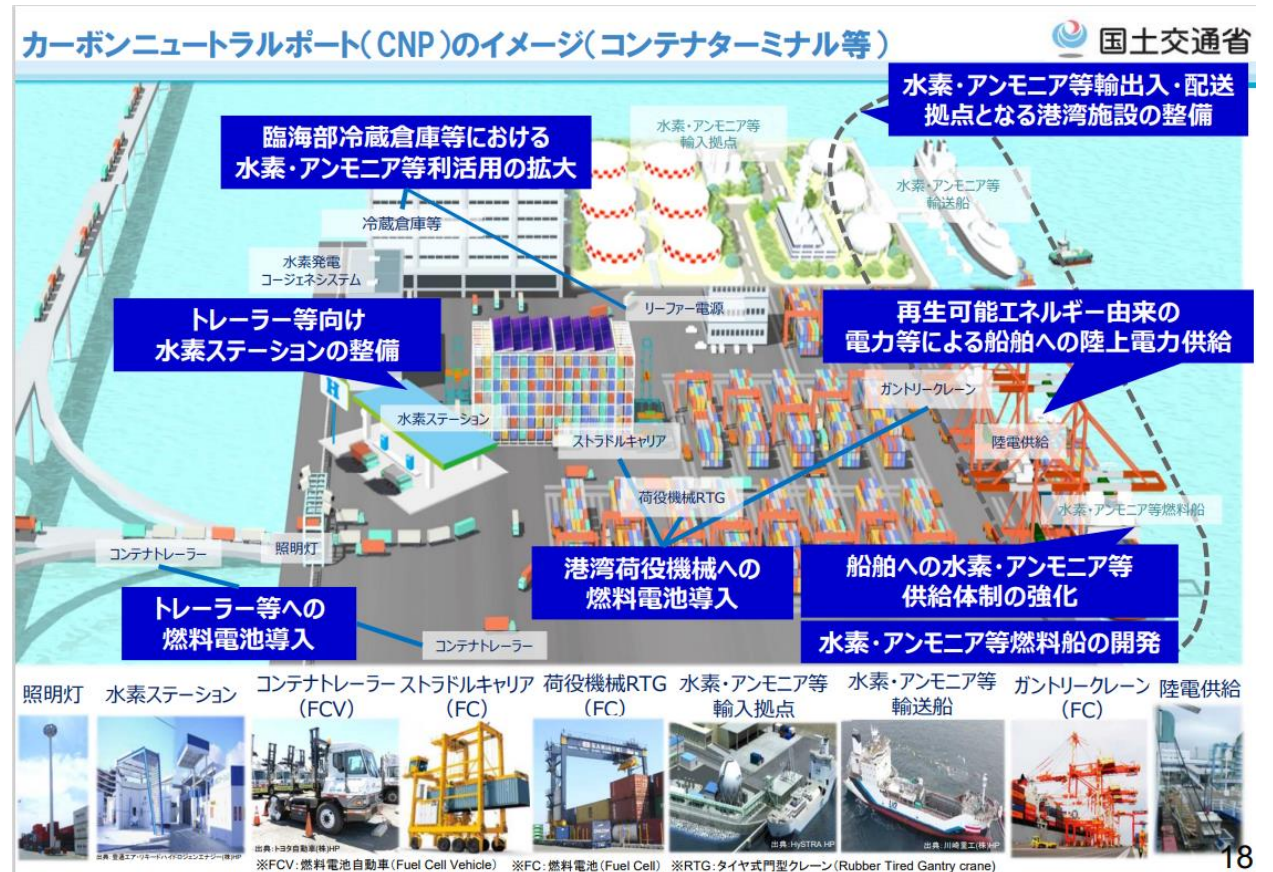 カーボンニュートラルポート(CNP)のイメージ(コンテナターミナル等)
国土交通省
水素・アンモニア等輸出入・配送
拠点となる港湾施設の整備
臨海部冷蔵倉庫等における
水素・アンモニア等利活用の拡大
水素・アンモニア等
輸入拠点
水素・アンモニア等
輸送船
冷蔵倉庫等
水素発電
コージェネシステム
リーファー電源
トレーラー等向け
水素ステーションの整備
再生可能エネルギー由来の
電力等による船舶への陸上電力供給
H
水素ステーション
ガントリークレーン
ストラドルキャリア
陸電供給
荷役機械RTG
水素・アンモニア等燃料船
コンテナトレーラー
照明灯
港湾荷役機械への
燃料電池導入
船舶への水素・アンモニア等
供給体制の強化
トレーラー等への
燃料電池導入
コンテナトレーラー
水素・アンモニア等燃料船の開発
照明灯
水素ステーション
コンテナトレーラー
(FCV)
ストラドルキャリア
(FC)
荷役機械RTG
(FC)
水素・アンモニア等
輸入拠点
水素・アンモニア等
輸送船
ガントリークレーン
(FC)
陸電供給
出典:トヨタ自動車(株)HP
出典:HySTRA HP
出典:川崎重工(株)HP
※FCV:燃料電池自動車(Fuel Cell Vehicle)
※FC:燃料電池(Fuel Cell)
※RTG:タイヤ式門型クレーン(Rubber Tired Gantry crane)
18